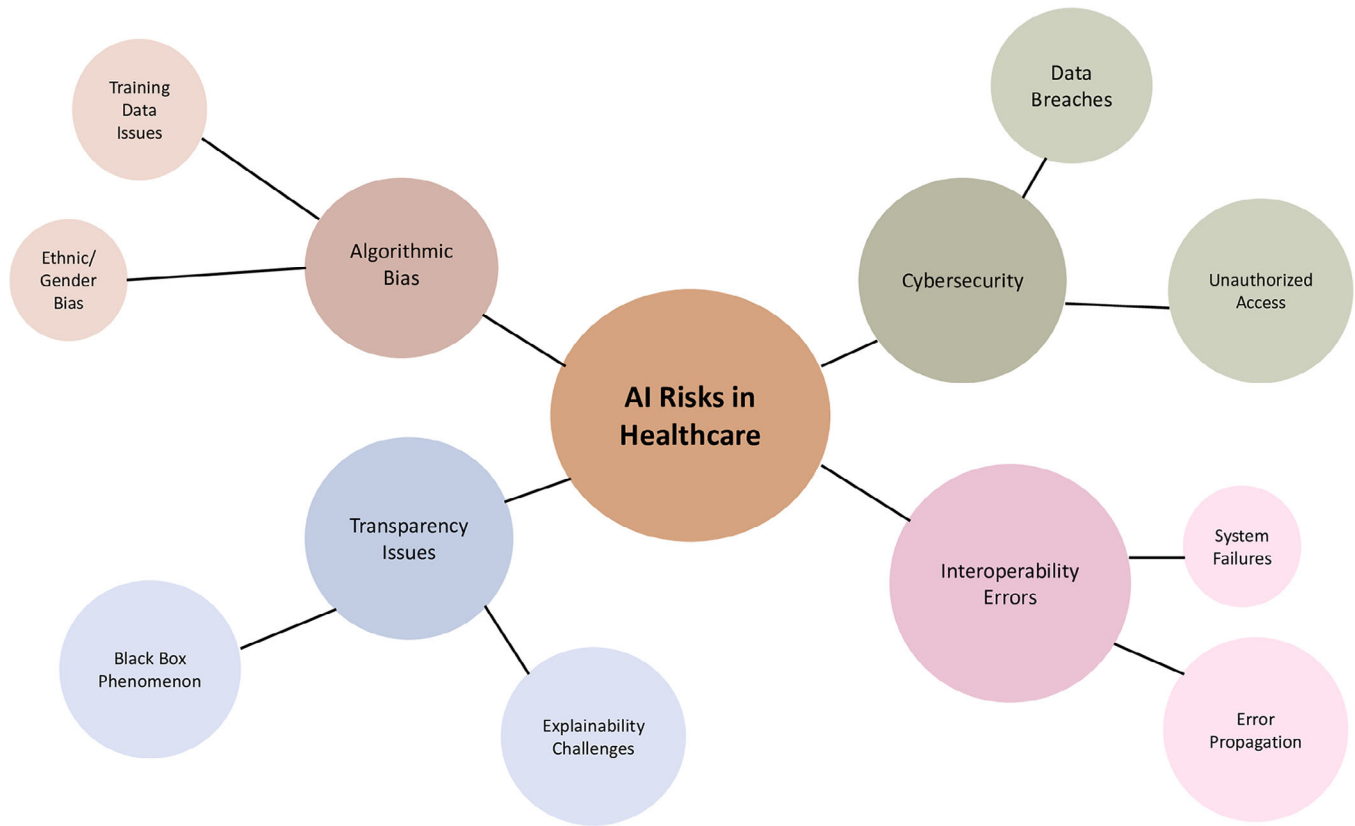 Training
Data
Issues
Ethnic/
Gender
Bias
Algorithmic
Bias
Data
Breaches
Cybersecurity
Unauthorized
Access
AI Risks in
Healthcare
Transparency
Issues
Black Box
Phenomenon
Explainability
Challenges
Interoperability
Errors
System
Failures
Error
Propagation